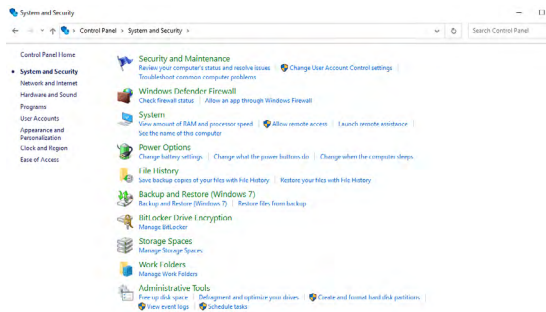 System and Security
Control Panel > System and Security >
Search Control Panel
Control Panel Home
System and Security
Network and Internet
Hardware and Sound
Programs
User Accounts
Appearance and
Personalization
Clock and Region
Ease of Access
Security and Maintenance
Review your computer's status and resolve issues | Change User Account Control settings |
Troubleshoot common computer problems
Windows Defender Firewall
Check firewall status | Allow an app through Windows Firewall
System
View amount of RAM and processor speed | Allow remote access | Launch remote assistance |
See the name of this computer
Power Options
Change battery settings | Change what the power buttons do | Change when the computer sleeps
File History
Save backup copies of your files with File History | Restore your files with File History
Backup and Restore (Windows 7)
Backup and Restore (Windows 7) | Restore files from backup
BitLocker Drive Encryption
Manage BitLocker
Storage Spaces
Manage Storage Spaces
Work Folders
Manage Work Folders
Administrative Tools
Free up disk space | Defragment and optimize your drives | Create and format hard disk partitions |
View event logs | Schedule tasks